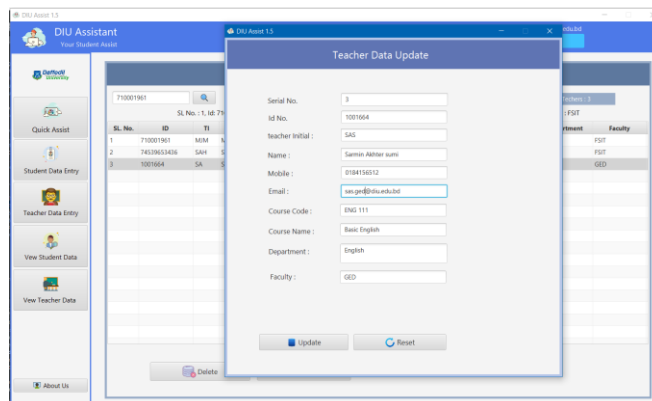 DIU Assist 1.5
DIU Assistant
Your Student Assist
Daffodil
University
Quick Assist
Student Data Entry
Teacher Data Entry
Vew Student Data
Vew Teacher Data
About Us
710001961
SL No. : 1, Id: 71
: FSIT
SL. No. ID TI
rtment Faculty
1 710001961 MJM FSIT
2 74539653436 SAH FSIT
3 1001664 SA GED
Delete
DIU Assist 1.5
Teacher Data Update
Serial No. 3
Id No. 1001664
teacher Initial : SAS
Name : Sarmin Akhter sumi
Mobile : 0184156512
Email : sas.ged@diu.edu.bd
Course Code : ENG 111
Course Name : Basic English
Department : English
Faculty : GED
Update
Reset